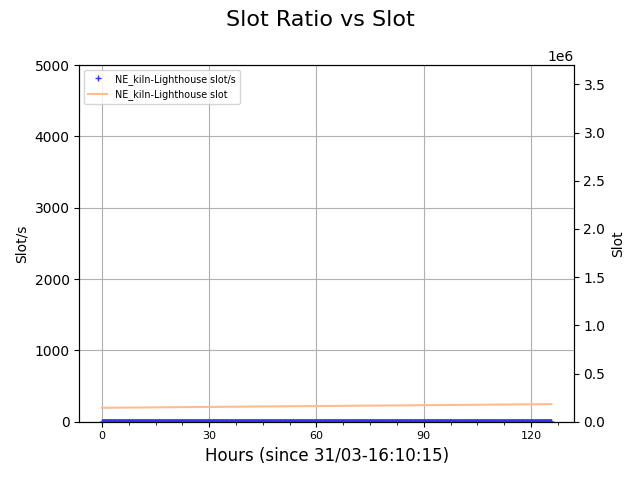 Slot Ratio vs Slot
1e6
NE_kiln-Lighthouse slot/s
NE_kiln-Lighthouse slot
5000
4000
3000
2000
1000
0
Slot/s
3.5
3.0
2.5
2.0
1.5
1.0
0.5
0.0
Slot
0
30
60
90
120
Hours (since 31/03-16:10:15)